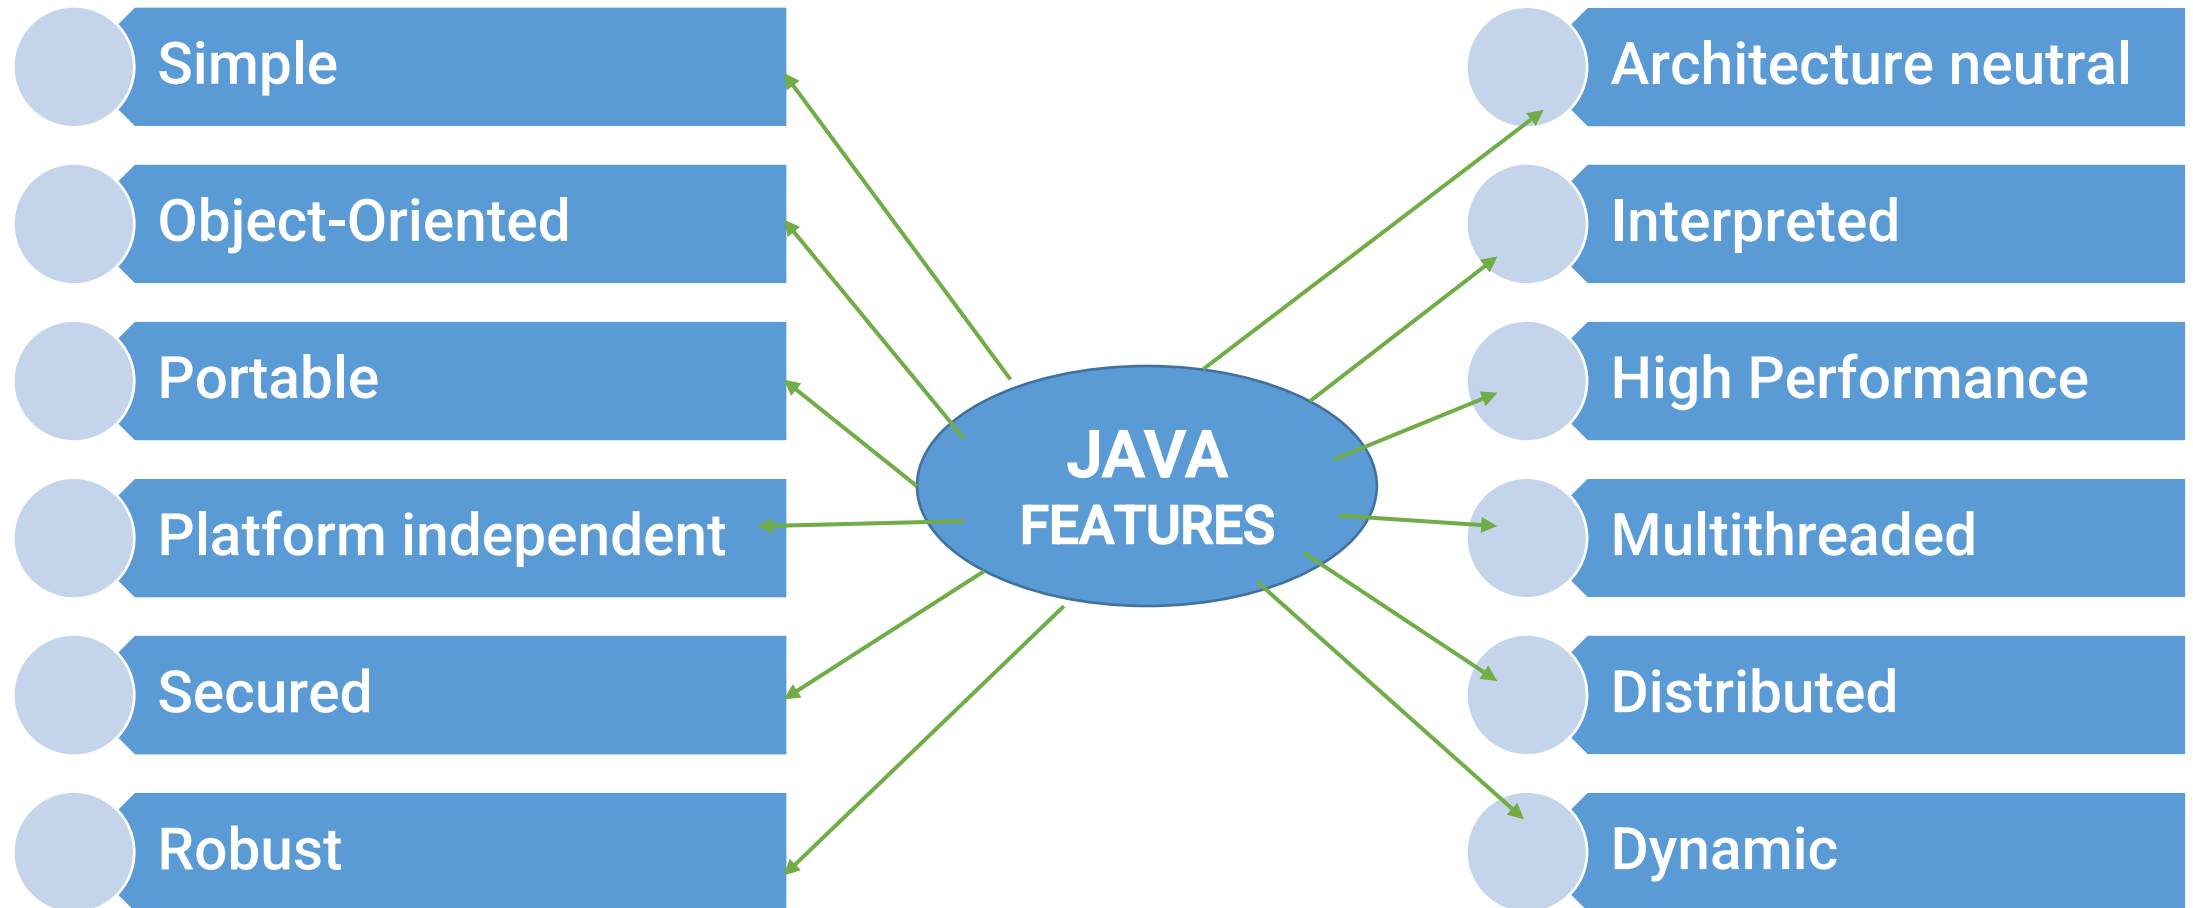 Simple
Object-Oriented
Portable
Platform independent
Secured
Robust
JAVA
FEATURES
Architecture neutral
Interpreted
High Performance
Multithreaded
Distributed
Dynamic